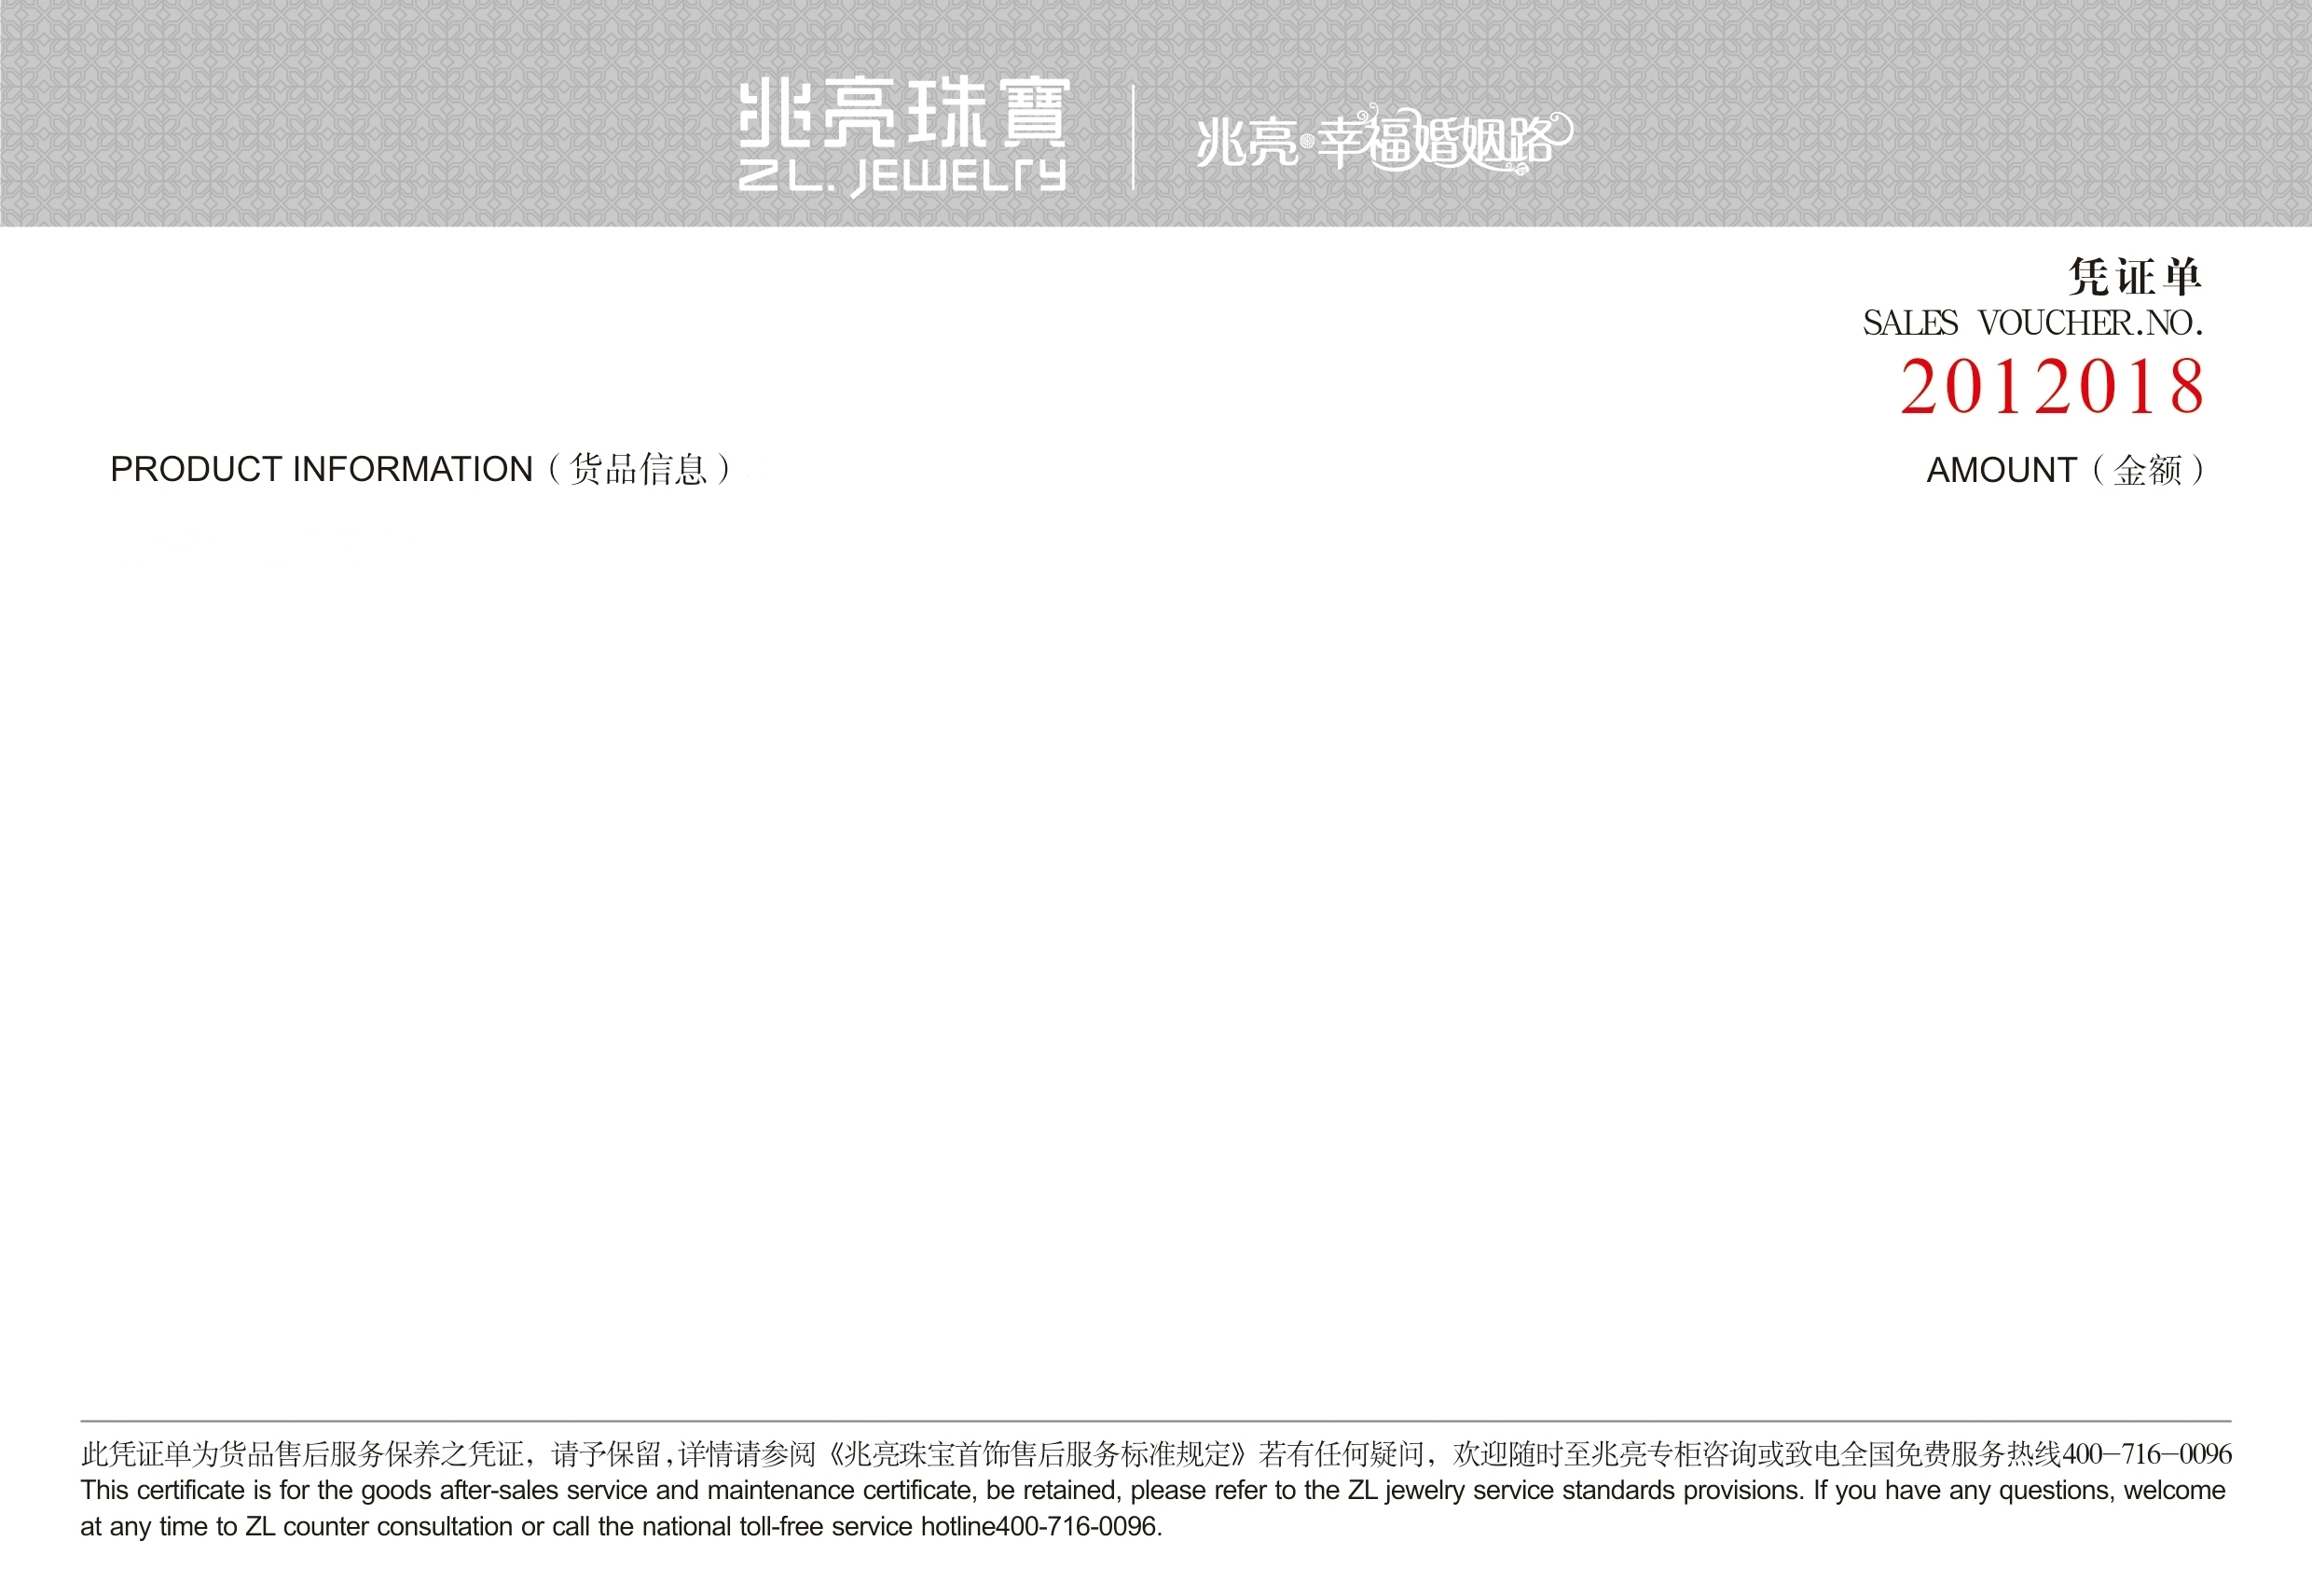 兆亮珠寶
ZL. JEWELRY
兆亮·幸福婚姻路
凭证单
SALES VOUCHER.NO.
2012018
PRODUCT INFORMATION（货品信息）
AMOUNT（金额）
此凭证单为货品售后服务保养之凭证，请予保留,详情请参阅《兆亮珠宝首饰售后服务标准规定》若有任何疑问，欢迎随时至兆亮专柜咨询或致电全国免费服务热线400-716-0096
This certificate is for the goods after-sales service and maintenance certificate, be retained, please refer to the ZL jewelry service standards provisions. If you have any questions, welcome
at any time to ZL counter consultation or call the national toll-free service hotline400-716-0096.